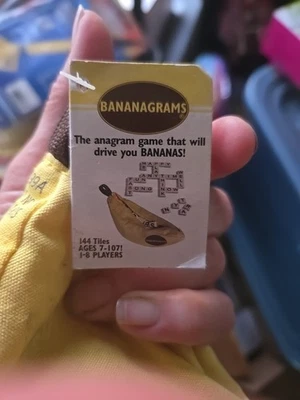 BANANAGRAMS
The anagram game that will
drive you BANANAS!
144 Tiles
AGES 7-107!
1-8 PLAYERS